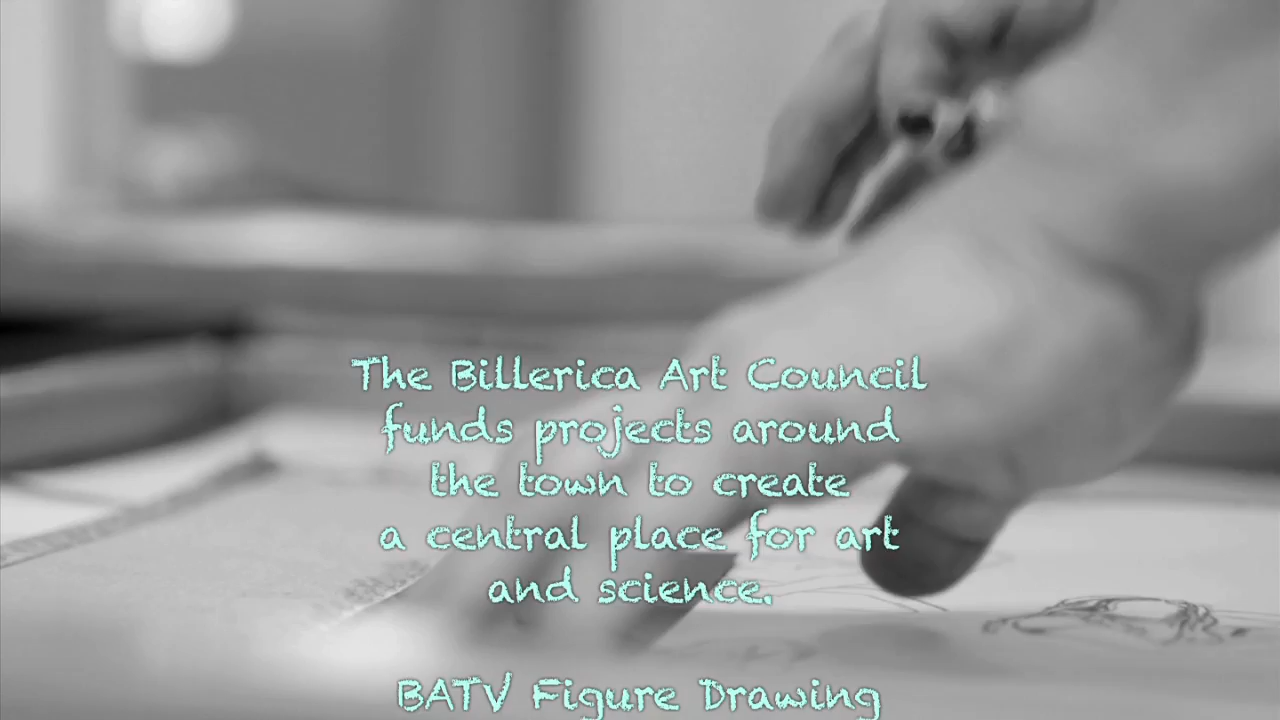 The Billerica Art Council
funds projects around
the town to create
a central place for art
and science.
BATV Figure Drawing